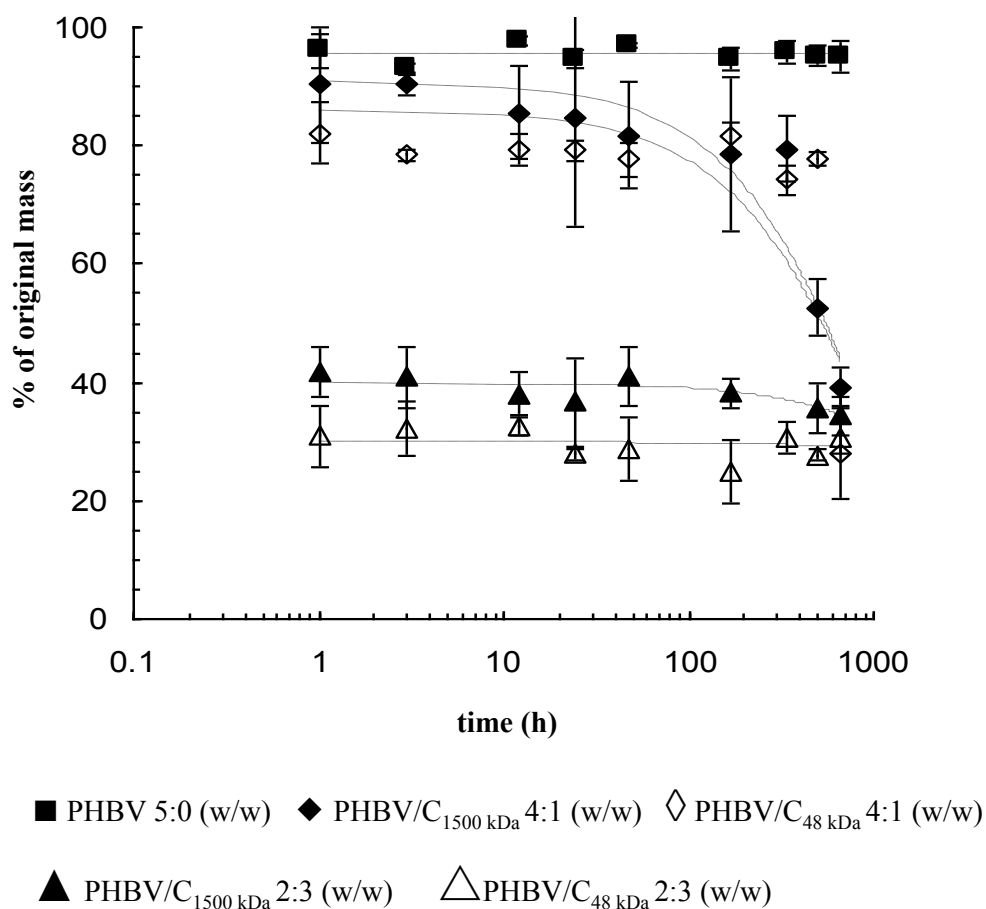 100
80
60
40
20
0
% of original mass
0.1 1 10 100 1000
time (h)
■ PHBV 5:0 (w/w) ◆ PHBV/C1500 kDa 4:1 (w/w) ◇ PHBV/C48 kDa 4:1 (w/w)
▲ PHBV/C1500 kDa 2:3 (w/w) △ PHBV/C48 kDa 2:3 (w/w)